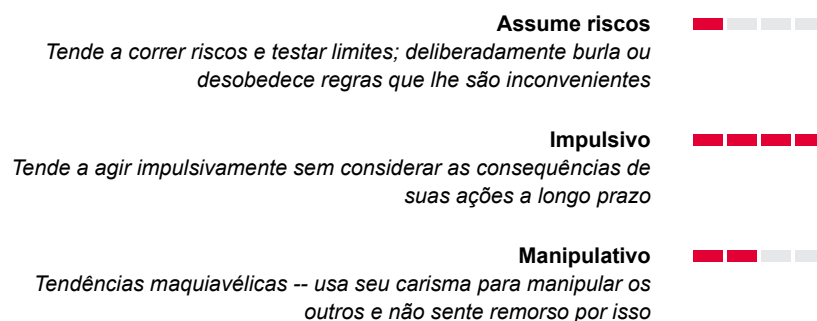 Assume riscos
Tende a correr riscos e testar limites; deliberadamente burla ou
desobedece regras que lhe são inconvenientes
Impulsivo
Tende a agir impulsivamente sem considerar as consequências de
suas ações a longo prazo
Manipulativo
Tendências maquiavélicas -- usa seu carisma para manipular os
outros e não sente remorso por isso